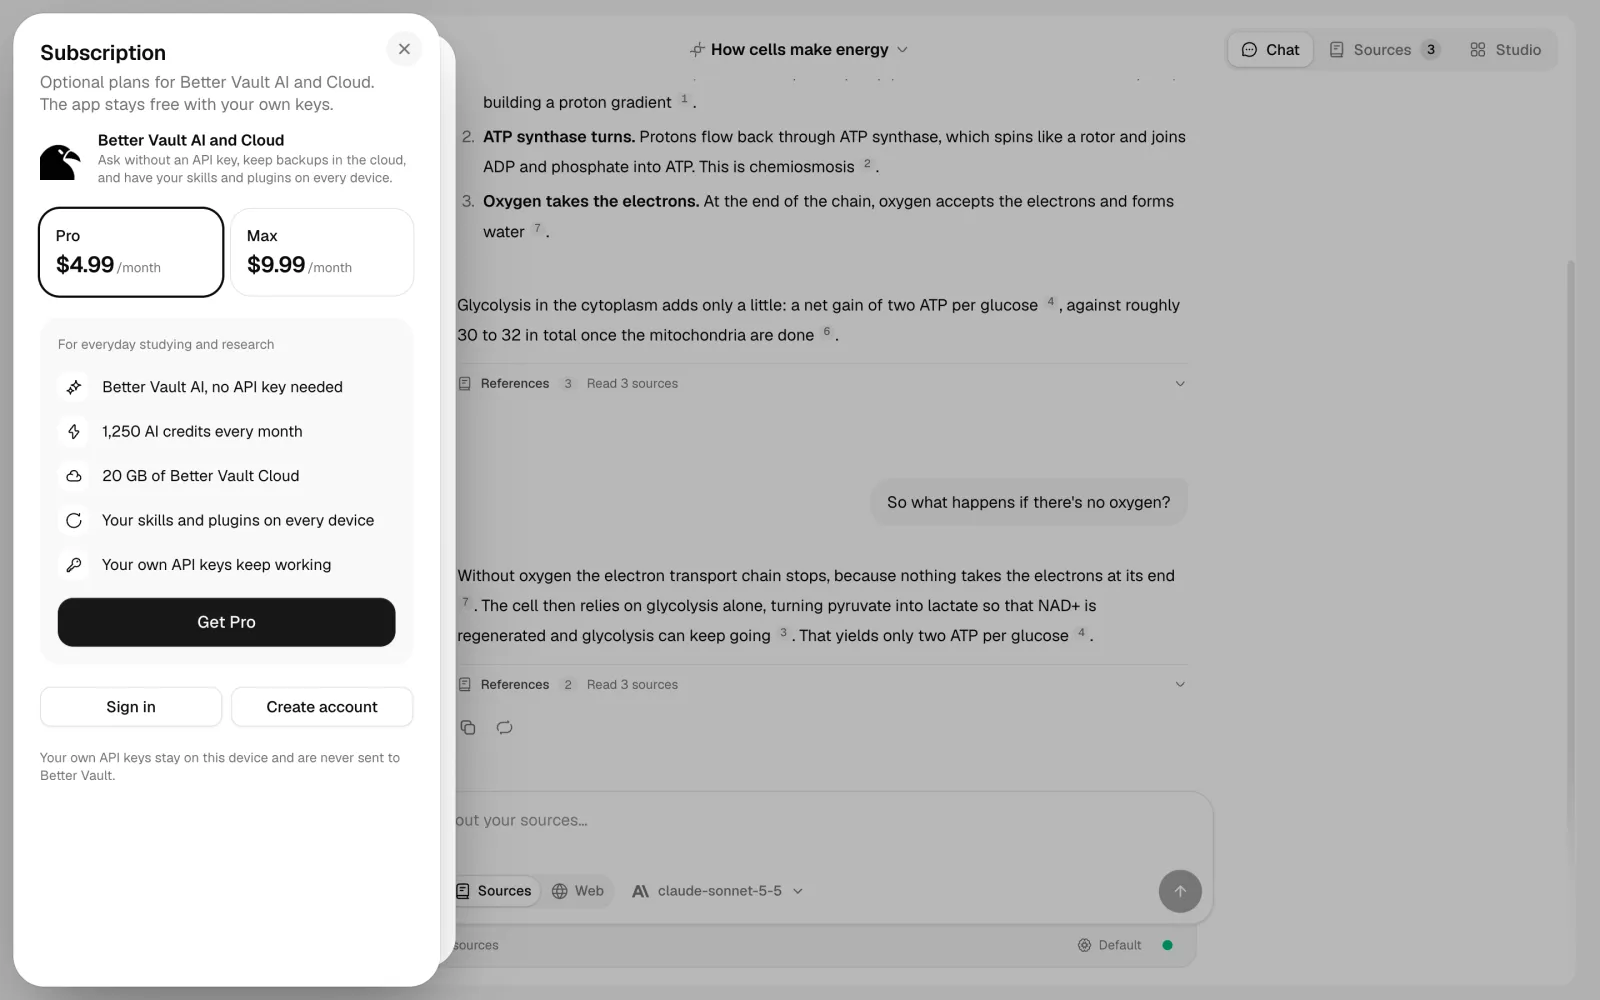 Subscription
Optional plans for Better Vault AI and Cloud.
The app stays free with your own keys.
Better Vault AI and Cloud
Ask without an API key, keep backups in the cloud,
and have your skills and plugins on every device.
Pro
$4.99 /month
Max
$9.99 /month
For everyday studying and research
Better Vault AI, no API key needed
1,250 AI credits every month
20 GB of Better Vault Cloud
Your skills and plugins on every device
Your own API keys keep working
Get Pro
Sign in
Create account
Your own API keys stay on this device and are never sent to
Better Vault.
How cells make energy
Chat
Sources 3
Studio
building a proton gradient 1 .
2. ATP synthase turns. Protons flow back through ATP synthase, which spins like a rotor and joins
ADP and phosphate into ATP. This is chemiosmosis 2 .
3. Oxygen takes the electrons. At the end of the chain, oxygen accepts the electrons and forms
water 7 .
Glycolysis in the cytoplasm adds only a little: a net gain of two ATP per glucose 4 , against roughly
30 to 32 in total once the mitochondria are done 6 .
References 3 Read 3 sources
So what happens if there's no oxygen?
Without oxygen the electron transport chain stops, because nothing takes the electrons at its end
7 . The cell then relies on glycolysis alone, turning pyruvate into lactate so that NAD+ is
regenerated and glycolysis can keep going 3 . That yields only two ATP per glucose 4 .
References 2 Read 3 sources
out your sources...
Sources
Web
claude-sonnet-5-5
sources
Default